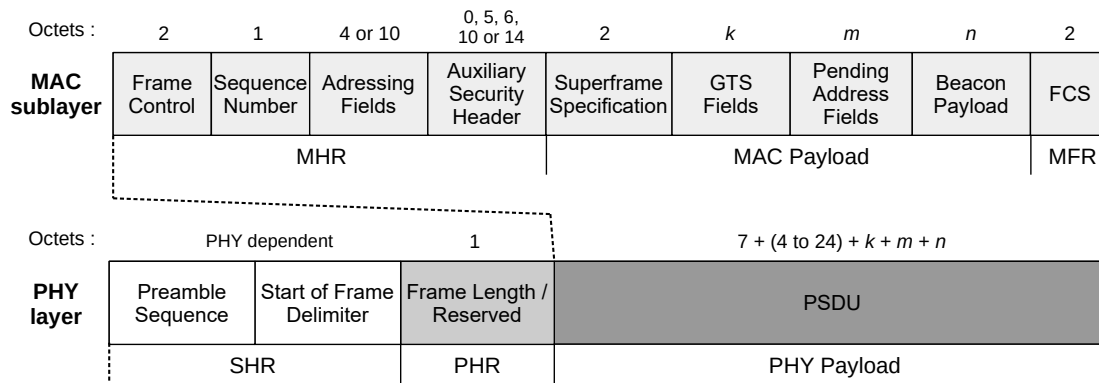 Octets :
2
1
4 or 10
0, 5, 6,
10 or 14
2
k
m
n
2
MAC
sublayer
Frame
Control
Sequence
Number
Adressing
Fields
Auxiliary
Security
Header
Superframe
Specification
GTS
Fields
Pending
Address
Fields
Beacon
Payload
FCS
MHR
MAC Payload
MFR
Octets :
PHY dependent
1
7 + (4 to 24) + k + m + n
PHY
layer
Preamble
Sequence
Start of Frame
Delimiter
Frame Length /
Reserved
PSDU
SHR
PHR
PHY Payload